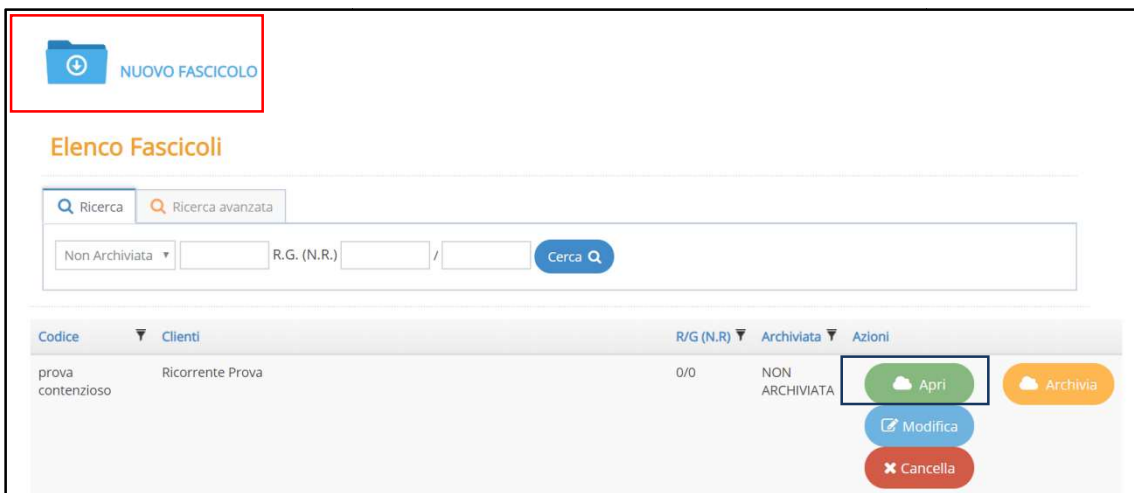 NUOVO FASCICOLO
Elenco Fascicoli
Ricerca Ricerca avanzata
Non Archiviata R.G. (N.R.) / Cerca
Codice Clienti R/G (N.R) Archiviata Azioni
prova Ricorrente Prova 0/0 NON Apri Archivia
contenzioso ARCHIVIATA
Modifica
Cancella